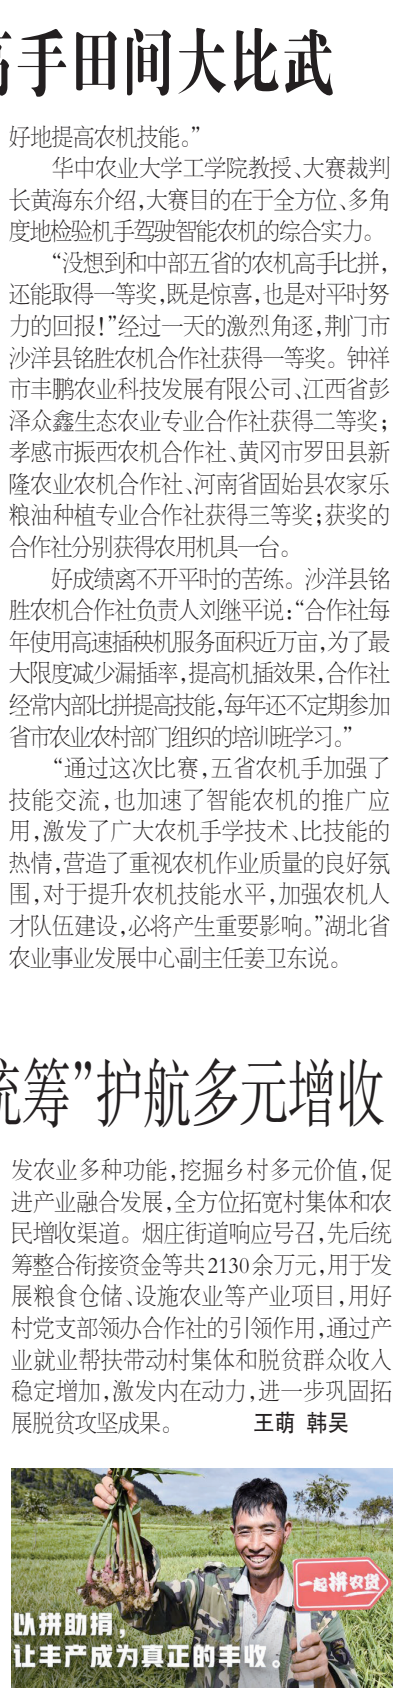 高手田间大比武
好地提高农机技能。”
华中农业大学工学院教授、大赛裁判
长黄海东介绍,大赛目的在于全方位、多角
度地检验机手驾驶智能农机的综合实力。
“没想到和中部五省的农机高手比拼,
还能取得一等奖,既是惊喜,也是对平时努
力的回报!”经过一天的激烈角逐,荆门市
沙洋县铭胜农机合作社获得一等奖。钟祥
市丰鹏农业科技发展有限公司、江西省彭
泽众鑫生态农业专业合作社获得二等奖;
孝感市振西农机合作社、黄冈市罗田县新
隆农业农机合作社、河南省固始县农家乐
粮油种植专业合作社获得三等奖;获奖的
合作社分别获得农用机具一台。
好成绩离不开平时的苦练。沙洋县铭
胜农机合作社负责人刘继平说:“合作社每
年使用高速插秧机服务面积近万亩,为了最
大限度减少漏插率,提高机插效果,合作社
经常内部比拼提高技能,每年还不定期参加
省市农业农村部门组织的培训班学习。”
“通过这次比赛,五省农机手加强了
技能交流,也加速了智能农机的推广应
用,激发了广大农机手学技术、比技能的
热情,营造了重视农机作业质量的良好氛
围,对于提升农机技能水平,加强农机人
才队伍建设,必将产生重要影响。”湖北省
农业事业发展中心副主任姜卫东说。
统筹”护航多元增收
发农业多种功能,挖掘乡村多元价值,促
进产业融合发展,全方位拓宽村集体和农
民增收渠道。烟庄街道响应号召,先后统
筹整合衔接资金等共2130余万元,用于发
展粮食仓储、设施农业等产业项目,用好
村党支部领办合作社的引领作用,通过产
业就业帮扶带动村集体和脱贫群众收入
稳定增加,激发内在动力,进一步巩固拓
展脱贫攻坚成果。 王萌 韩昊
一起拼农货
以拼助捐,
让丰产成为真正的丰收。